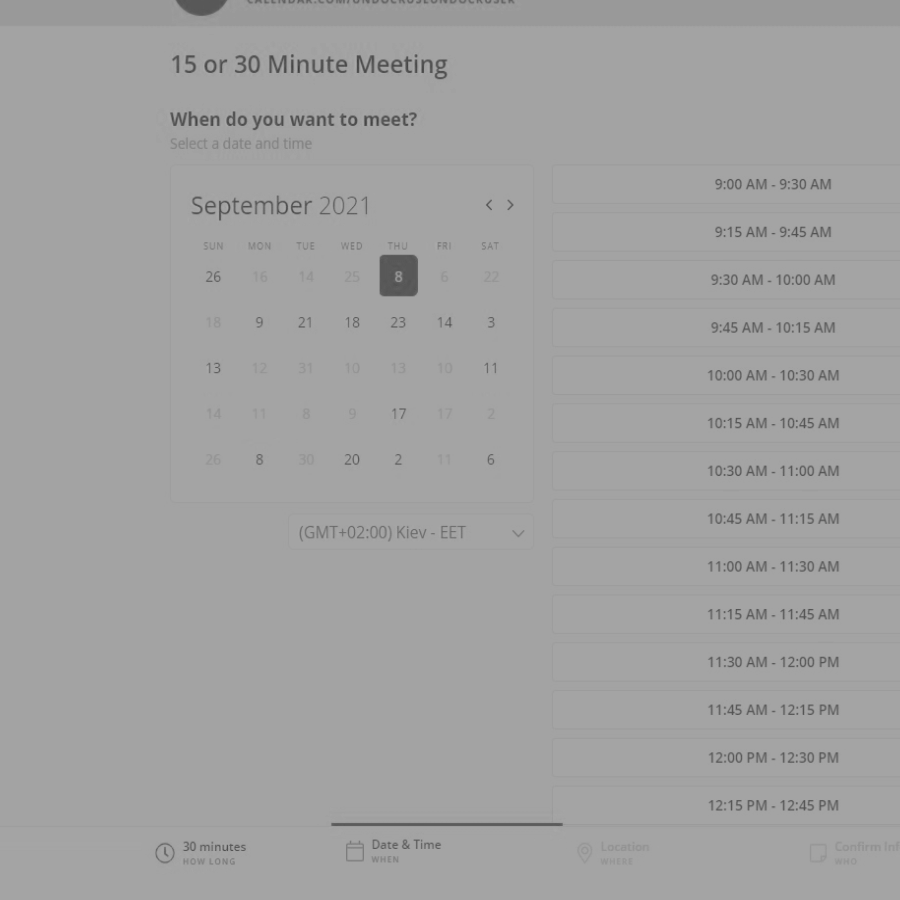 15 or 30 Minute Meeting
When do you want to meet?
Select a date and time
September 2021
SUN MON TUE WED THU FRI SAT
26 16 14 25 8 6 22
18 9 21 18 23 14 3
13 12 31 10 13 10 11
14 11 8 9 17 17 2
26 8 30 20 2 11 6
(GMT+02:00) Kiev - EET
9:00 AM - 9:30 AM
9:15 AM - 9:45 AM
9:30 AM - 10:00 AM
9:45 AM - 10:15 AM
10:00 AM - 10:30 AM
10:15 AM - 10:45 AM
10:30 AM - 11:00 AM
10:45 AM - 11:15 AM
11:00 AM - 11:30 AM
11:15 AM - 11:45 AM
11:30 AM - 12:00 PM
11:45 AM - 12:15 PM
12:00 PM - 12:30 PM
12:15 PM - 12:45 PM
30 minutes
HOW LONG
Date & Time
WHEN
Location
WHERE
Confirm Inf
WHO